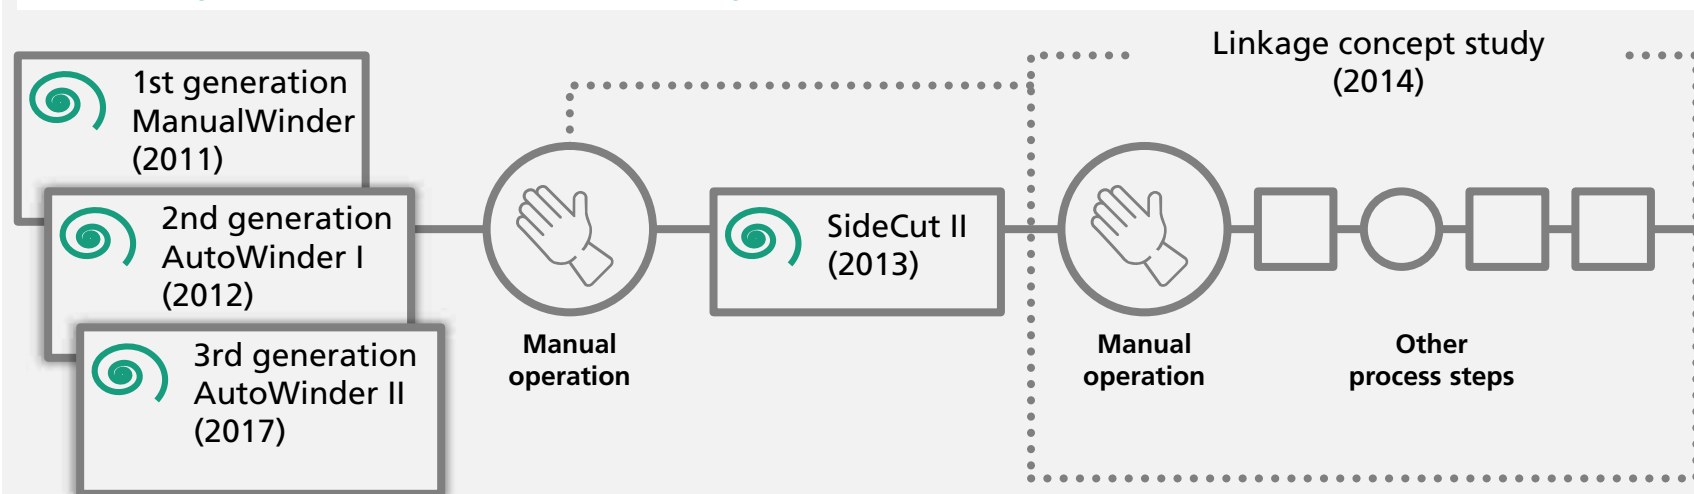 Linkage concept study
(2014)
1st generation
ManualWinder
(2011)
2nd generation
AutoWinder I
(2012)
3rd generation
AutoWinder II
(2017)
Manual
operation
SideCut II
(2013)
Manual
operation
Other
process steps